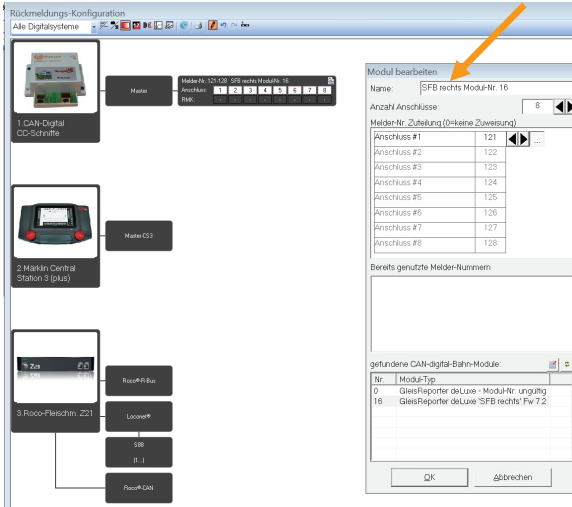 Rückmeldungs-Konfiguration
Alle Digitalsysteme
Master
Melder-Nr.:121-128 SFB rechts Modul-Nr. 16
Anschluss: 1 2 3 4 5 6 7 8
RMK: - - - - - - - -
1.CAN-Digital
CC-Schnitte
Master-CS3
2.Märklin Central
Station 3 (plus)
Z21
3.Roco-Fleischm. Z21
Roco®-R-Bus
Loconet®
S88
(1...)
Roco®-CAN
Modul bearbeiten
Name: SFB rechts Modul-Nr. 16
Anzahl Anschlüsse: 8
Melder-Nr. Zuteilung (0=keine Zuweisung)
Anschluss #1 121 ...
Anschluss #2 122
Anschluss #3 123
Anschluss #4 124
Anschluss #5 125
Anschluss #6 126
Anschluss #7 127
Anschluss #8 128
Bereits genutzte Melder-Nummern
gefundene CAN-digital-Bahn-Module:
Nr. Modul-Typ
0 GleisReporter deLuxe - Modul-Nr. ungültig
16 GleisReporter deLuxe 'SFB rechts' Fw 7.2
OK Abbrechen